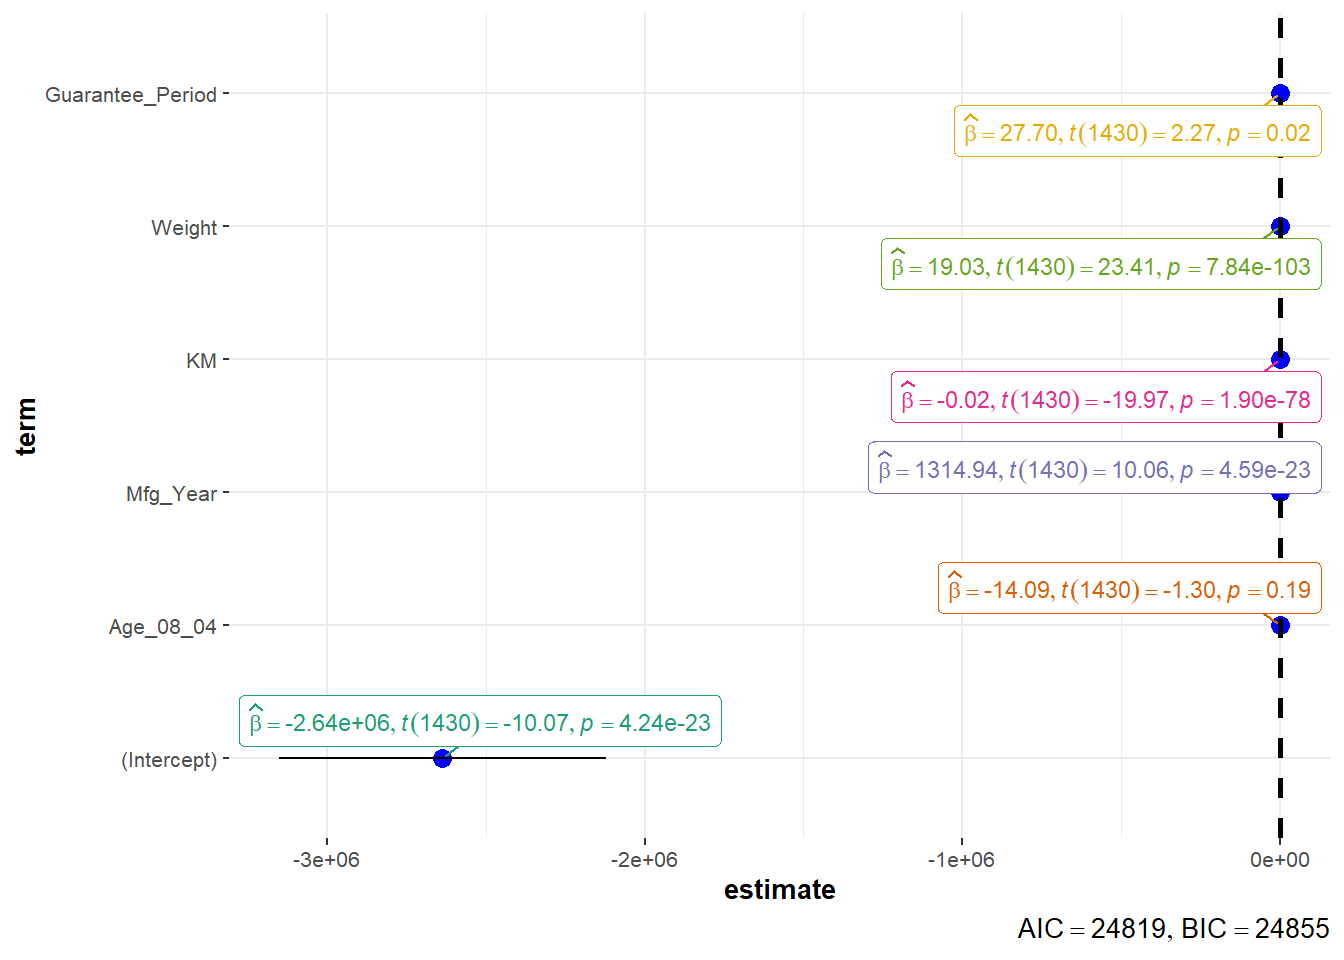 Guarantee_Period
β̂ = 27.70, t(1430) = 2.27, p = 0.02
Weight
β̂ = 19.03, t(1430) = 23.41, p = 7.84e-103
KM
β̂ = -0.02, t(1430) = -19.97, p = 1.90e-78
term
β̂ = 1314.94, t(1430) = 10.06, p = 4.59e-23
Mfg_Year
β̂ = -14.09, t(1430) = -1.30, p = 0.19
Age_08_04
β̂ = -2.64e+06, t(1430) = -10.07, p = 4.24e-23
(Intercept)
-3e+06 -2e+06 -1e+06 0e+00
estimate
AIC = 24819, BIC = 24855